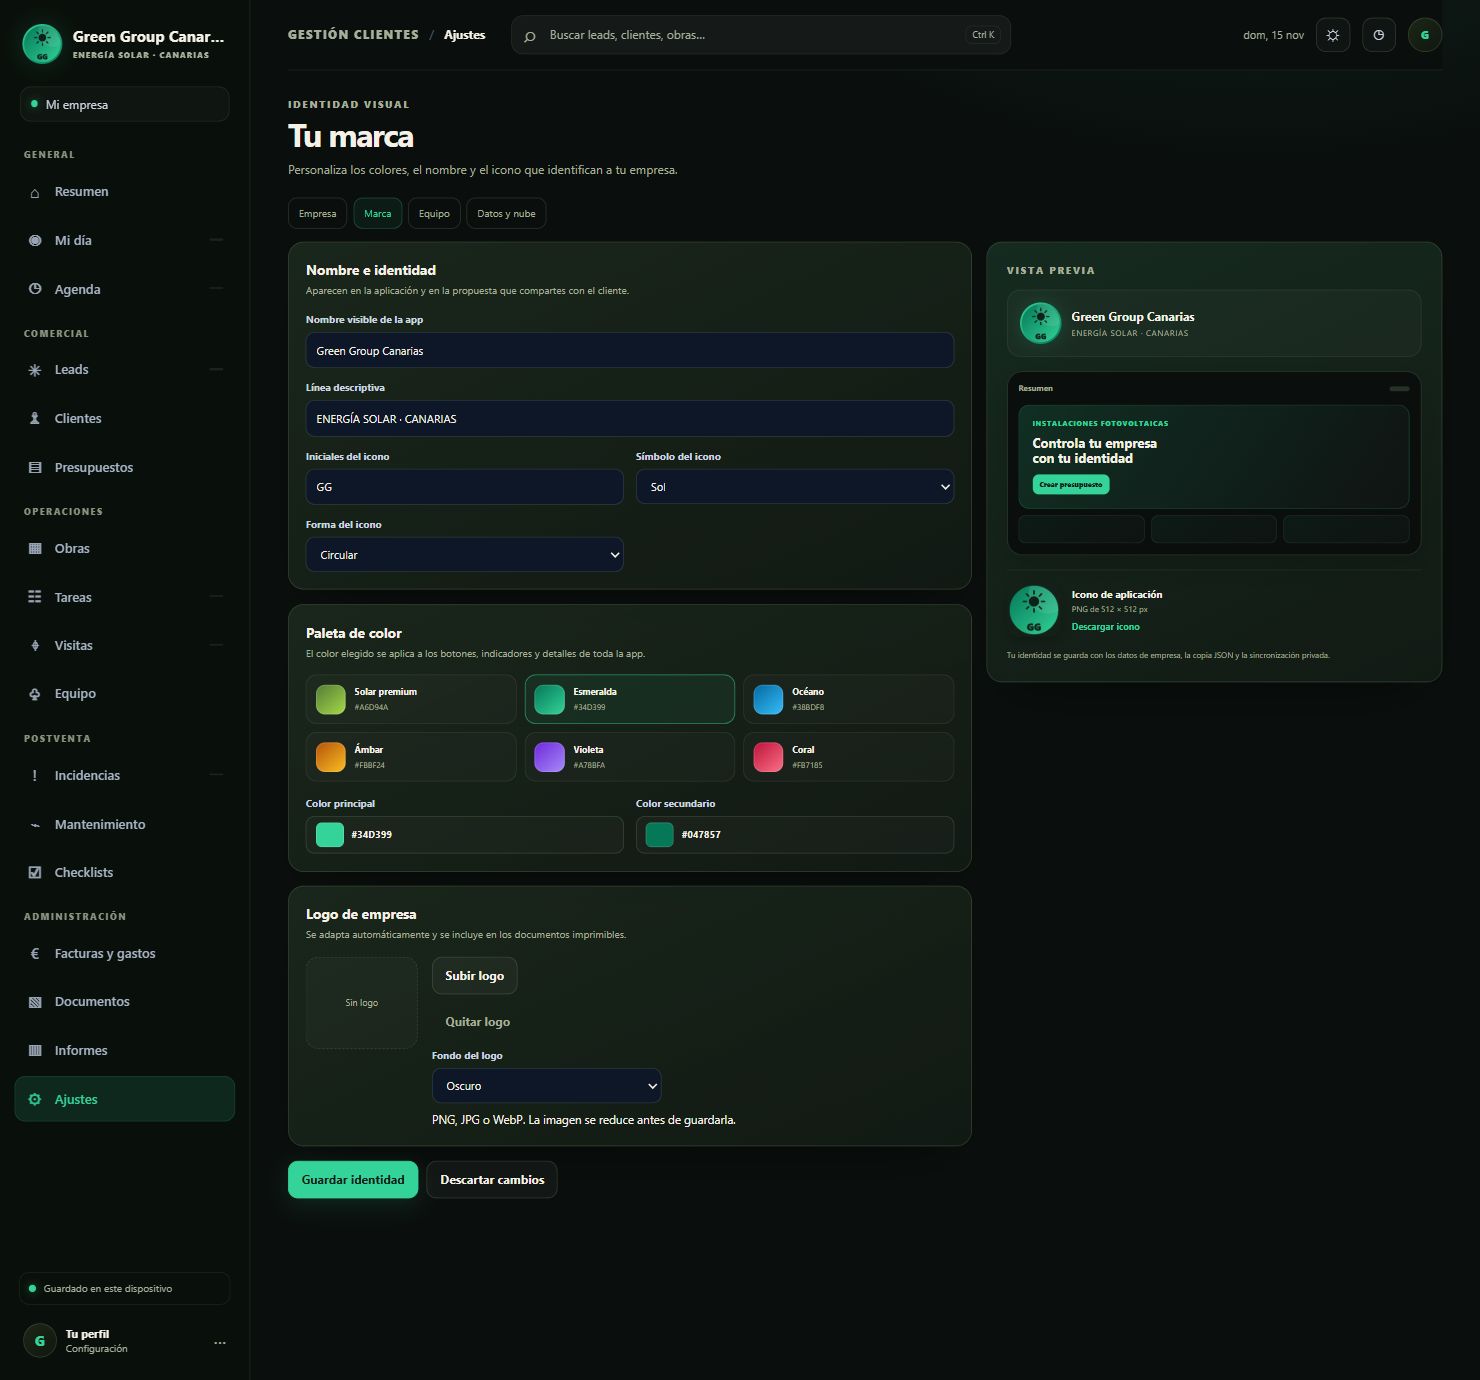 Green Group Canar...
ENERGÍA SOLAR · CANARIAS
GG
Mi empresa
GENERAL
Resumen
Mi día
Agenda
COMERCIAL
Leads
Clientes
Presupuestos
OPERACIONES
Obras
Tareas
Visitas
Equipo
POSTVENTA
! Incidencias
Mantenimiento
Checklists
ADMINISTRACIÓN
€ Facturas y gastos
Documentos
Informes
Ajustes
Guardado en este dispositivo
G
Tu perfil
Configuración
...
GESTIÓN CLIENTES / Ajustes
Buscar leads, clientes, obras...
Ctrl K
dom, 15 nov
G
IDENTIDAD VISUAL
Tu marca
Personaliza los colores, el nombre y el icono que identifican a tu empresa.
Empresa
Marca
Equipo
Datos y nube
Nombre e identidad
Aparecen en la aplicación y en la propuesta que compartes con el cliente.
Nombre visible de la app
Green Group Canarias
Línea descriptiva
ENERGÍA SOLAR · CANARIAS
Iniciales del icono
GG
Símbolo del icono
Sol
Forma del icono
Circular
Paleta de color
El color elegido se aplica a los botones, indicadores y detalles de toda la app.
Solar premium
#A6D94A
Esmeralda
#34D399
Océano
#38BDF8
Ámbar
#FBBF24
Violeta
#A78BFA
Coral
#FB7185
Color principal
#34D399
Color secundario
#047857
Logo de empresa
Se adapta automáticamente y se incluye en los documentos imprimibles.
Sin logo
Subir logo
Quitar logo
Fondo del logo
Oscuro
PNG, JPG o WebP. La imagen se reduce antes de guardarla.
Guardar identidad
Descartar cambios
VISTA PREVIA
GG
Green Group Canarias
ENERGÍA SOLAR · CANARIAS
Resumen
INSTALACIONES FOTOVOLTAICAS
Controla tu empresa
con tu identidad
Crear presupuesto
GG
Icono de aplicación
PNG de 512 × 512 px
Descargar icono
Tu identidad se guarda con los datos de empresa, la copia JSON y la sincronización privada.